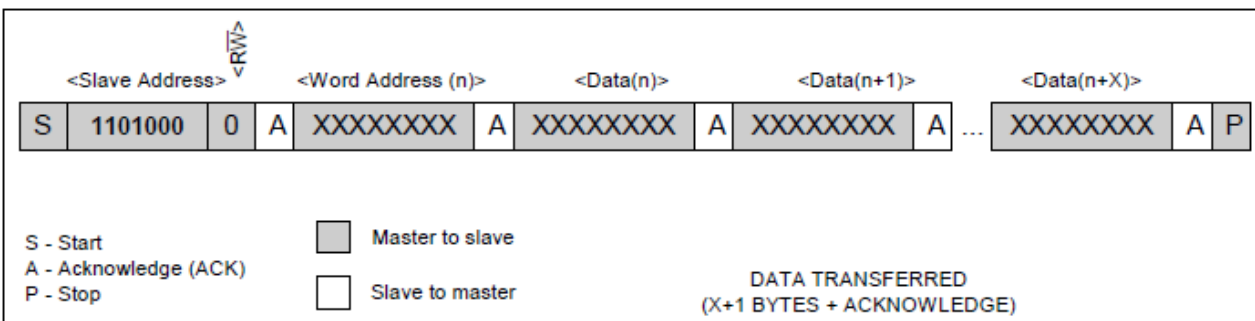 <RW>
<Slave Address> <Word Address (n)> <Data(n)> <Data(n+1)> <Data(n+X)>
S 1101000 0 A XXXXXXXX A XXXXXXXX A XXXXXXXX A ... XXXXXXXX A P
S - Start
A - Acknowledge (ACK)
P - Stop
Master to slave
Slave to master
DATA TRANSFERRED
(X+1 BYTES + ACKNOWLEDGE)